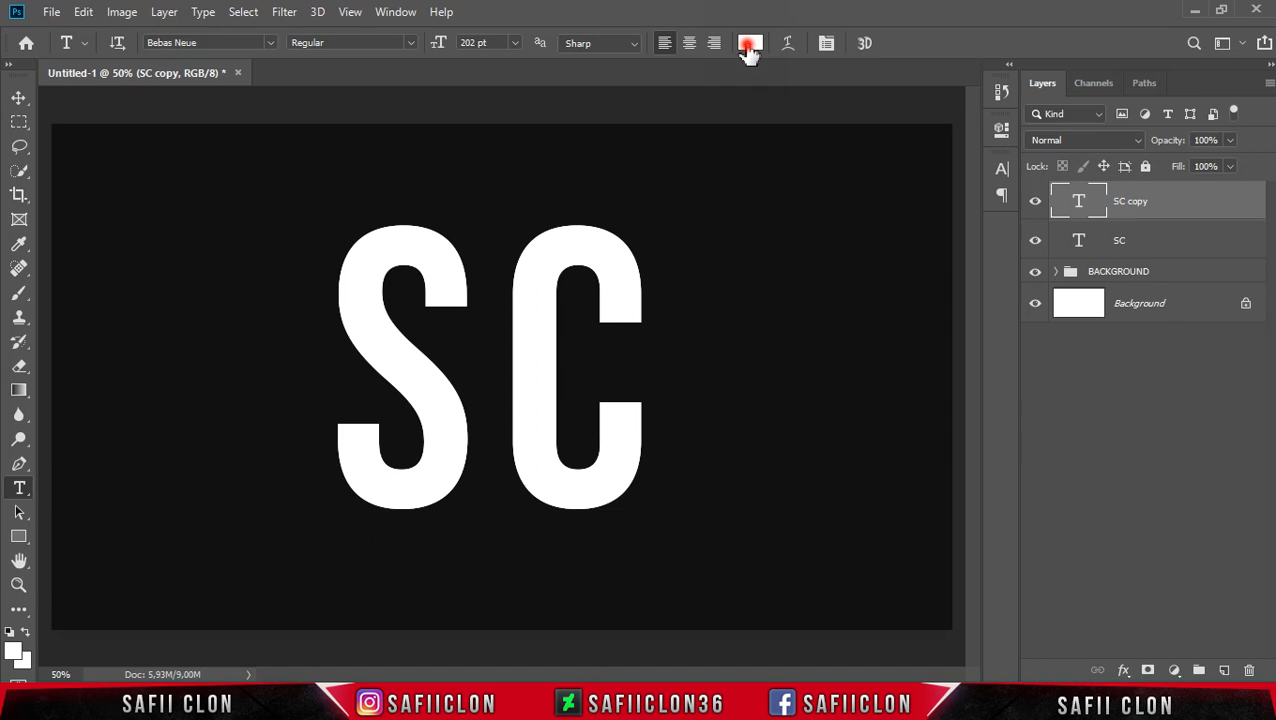 Ps File Edit Image Layer Type Select Filter 3D View Window Help
T Bebas Neue Regular 202 pt Sharp 3D
Untitled-1 @ 50% (SC copy, RGB/8) *
Layers Channels Paths
Kind
Normal Opacity: 100%
Lock: Fill: 100%
T SC copy
T SC
BACKGROUND
Background
SC
50% Doc: 5,93M/9,00M
SAFII CLON SAFIICLON SAFIICLON36 SAFIICLON SAFII CLON